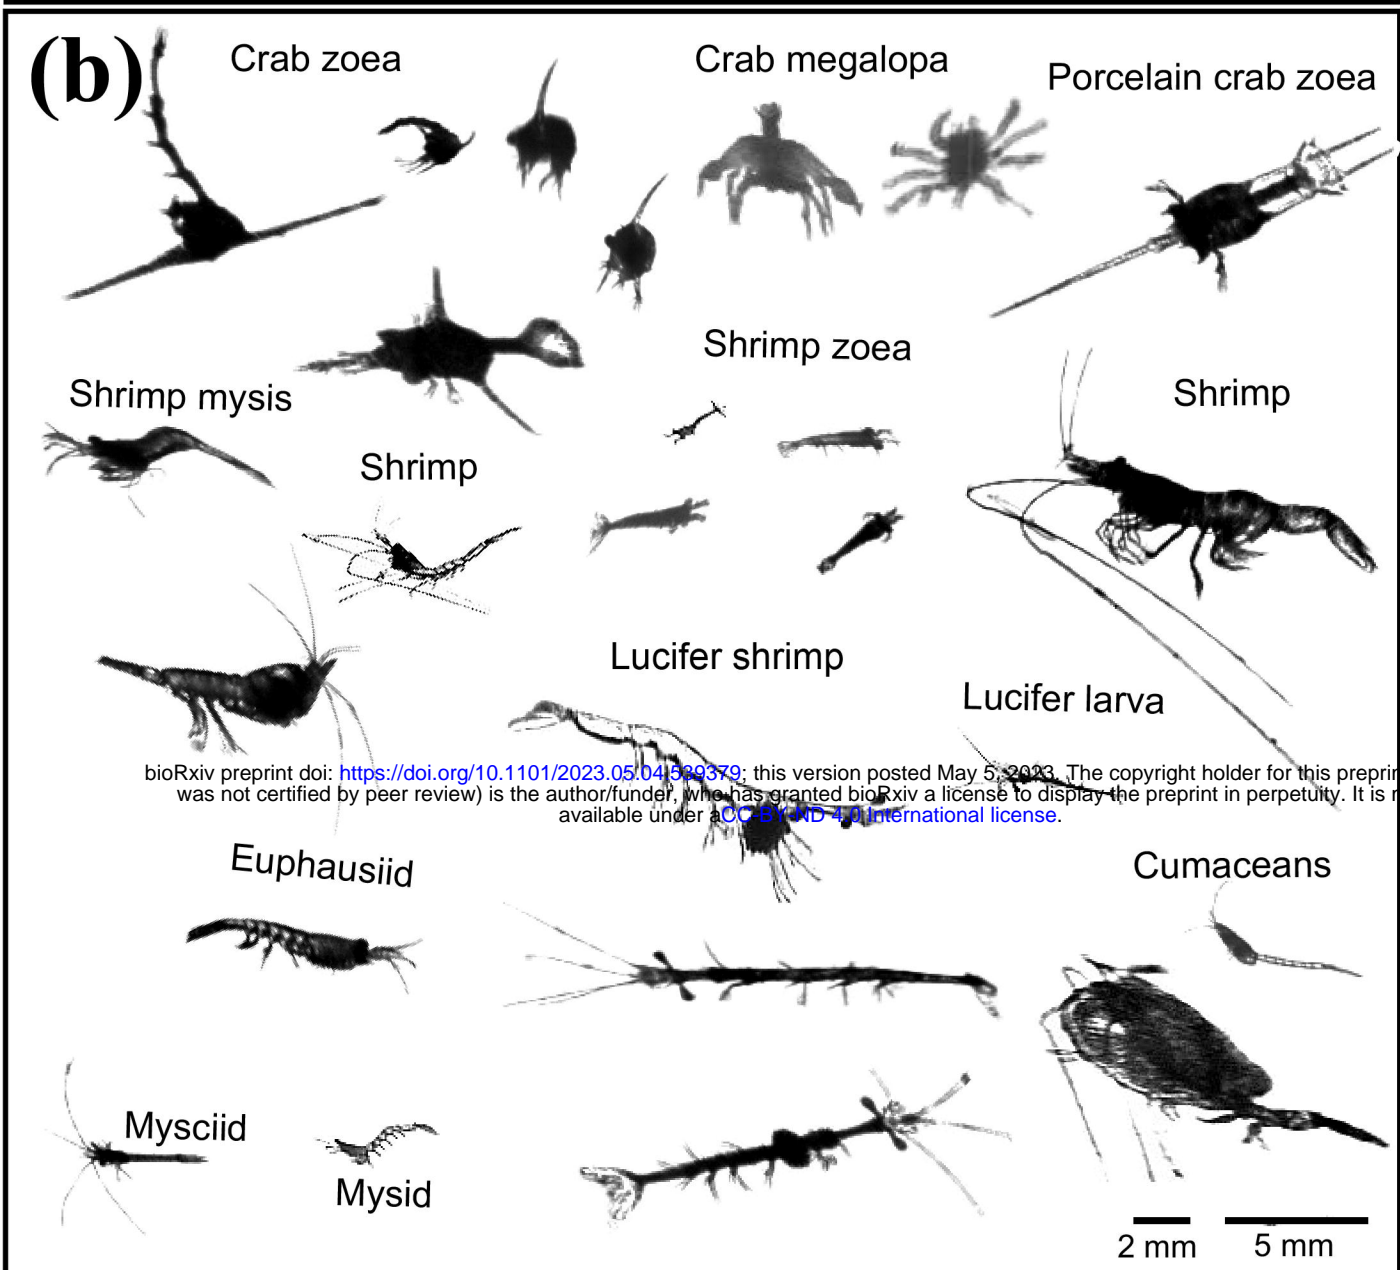 (b)
Crab zoea
Crab megalopa
Porcelain crab zoea
Shrimp zoea
Shrimp mysis
Shrimp
Shrimp
Lucifer shrimp
Lucifer larva
bioRxiv preprint doi: https://doi.org/10.1101/2023.05.04.539379; this version posted May 5, 2023. The copyright holder for this
was not certified by peer review) is the author/funder, who has granted bioRxiv a license to display the preprint in perpetuity. It is
available under aCC-BY-ND 4.0 International license.
Euphausiid
Cumaceans
Mysciid
Mysid
2 mm
5 mm